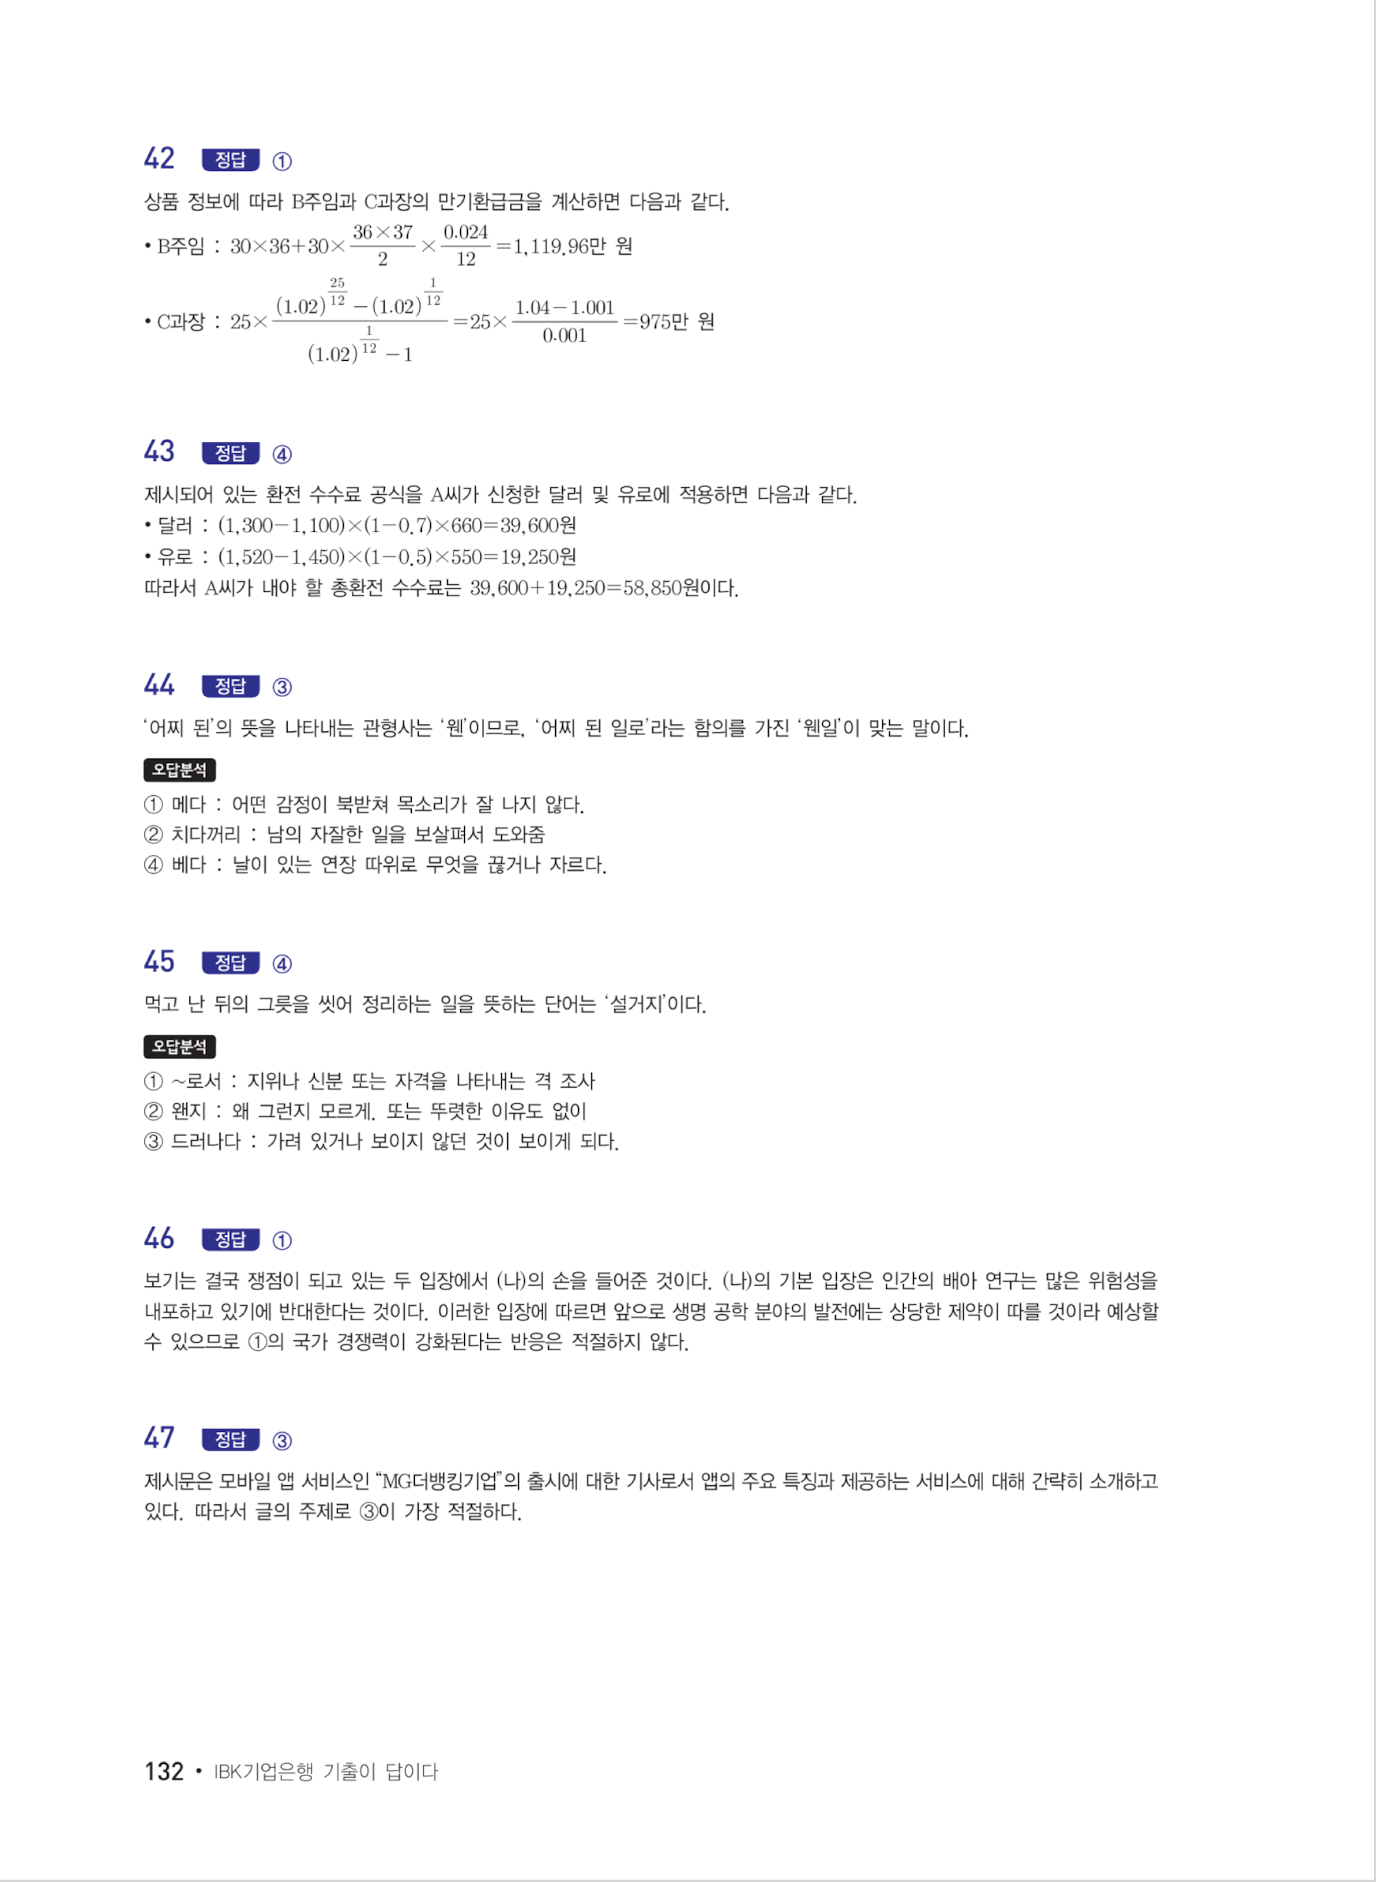 42 정답 ①
상품 정보에 따라 B주임과 C과장의 만기환급금을 계산하면 다음과 같다.
• B주임 : 30×36+30×\frac{36×37}{2}×\frac{0.024}{12}=1,119.96만 원
• C과장 : 25×\frac{(1.02)^{\frac{25}{12}}-(1.02)^{\frac{1}{12}}}{(1.02)^{\frac{1}{12}}-1}=25×\frac{1.04-1.001}{0.001}=975만 원
43 정답 ④
제시되어 있는 환전 수수료 공식을 A씨가 신청한 달러 및 유로에 적용하면 다음과 같다.
• 달러 : (1,300-1,100)×(1-0.7)×660=39,600원
• 유로 : (1,520-1,450)×(1-0.5)×550=19,250원
따라서 A씨가 내야 할 총환전 수수료는 39,600+19,250=58,850원이다.
44 정답 ③
‘어찌 된’의 뜻을 나타내는 관형사는 ‘웬’이므로, ‘어찌 된 일로’라는 함의를 가진 ‘웬일’이 맞는 말이다.
오답분석
① 메다 : 어떤 감정이 북받쳐 목소리가 잘 나지 않다.
② 치다꺼리 : 남의 자잘한 일을 보살펴서 도와줌
④ 베다 : 날이 있는 연장 따위로 무엇을 끊거나 자르다.
45 정답 ④
먹고 난 뒤의 그릇을 씻어 정리하는 일을 뜻하는 단어는 ‘설거지’이다.
오답분석
① ~로서 : 지위나 신분 또는 자격을 나타내는 격 조사
② 왠지 : 왜 그런지 모르게. 또는 뚜렷한 이유도 없이
③ 드러나다 : 가려 있거나 보이지 않던 것이 보이게 되다.
46 정답 ①
보기는 결국 쟁점이 되고 있는 두 입장에서 (나)의 손을 들어준 것이다. (나)의 기본 입장은 인간의 배아 연구는 많은 위험성을
내포하고 있기에 반대한다는 것이다. 이러한 입장에 따르면 앞으로 생명 공학 분야의 발전에는 상당한 제약이 따를 것이라 예상할
수 있으므로 ①의 국가 경쟁력이 강화된다는 반응은 적절하지 않다.
47 정답 ③
제시문은 모바일 앱 서비스인 “MG더뱅킹기업”의 출시에 대한 기사로서 앱의 주요 특징과 제공하는 서비스에 대해 간략히 소개하고
있다. 따라서 글의 주제로 ③이 가장 적절하다.
132 • IBK기업은행 기출이 답이다